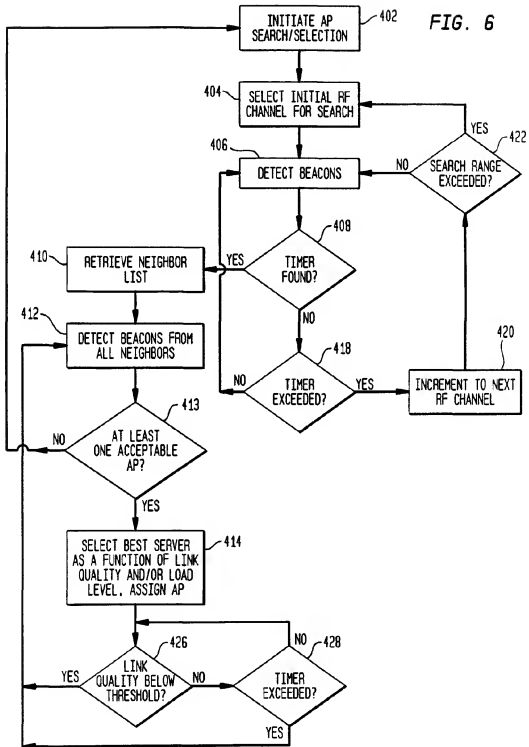 FIG. 6
402
INITIATE AP
SEARCH/SELECTION
404
SELECT INITIAL RF
CHANNEL FOR SEARCH
406
DETECT BEACONS
YES
422
SEARCH RANGE
EXCEEDED?
NO
408
TIMER
FOUND?
YES
NO
410
RETRIEVE NEIGHBOR
LIST
412
DETECT BEACONS FROM
ALL NEIGHBORS
418
TIMER
EXCEEDED?
NO
YES
420
INCREMENT TO NEXT
RF CHANNEL
413
AT LEAST
ONE ACCEPTABLE
AP?
NO
YES
414
SELECT BEST SERVER
AS A FUNCTION OF LINK
QUALITY AND/OR LOAD
LEVEL, ASSIGN AP
426
LINK
QUALITY BELOW
THRESHOLD?
YES
NO
428
TIMER
EXCEEDED?
NO
YES